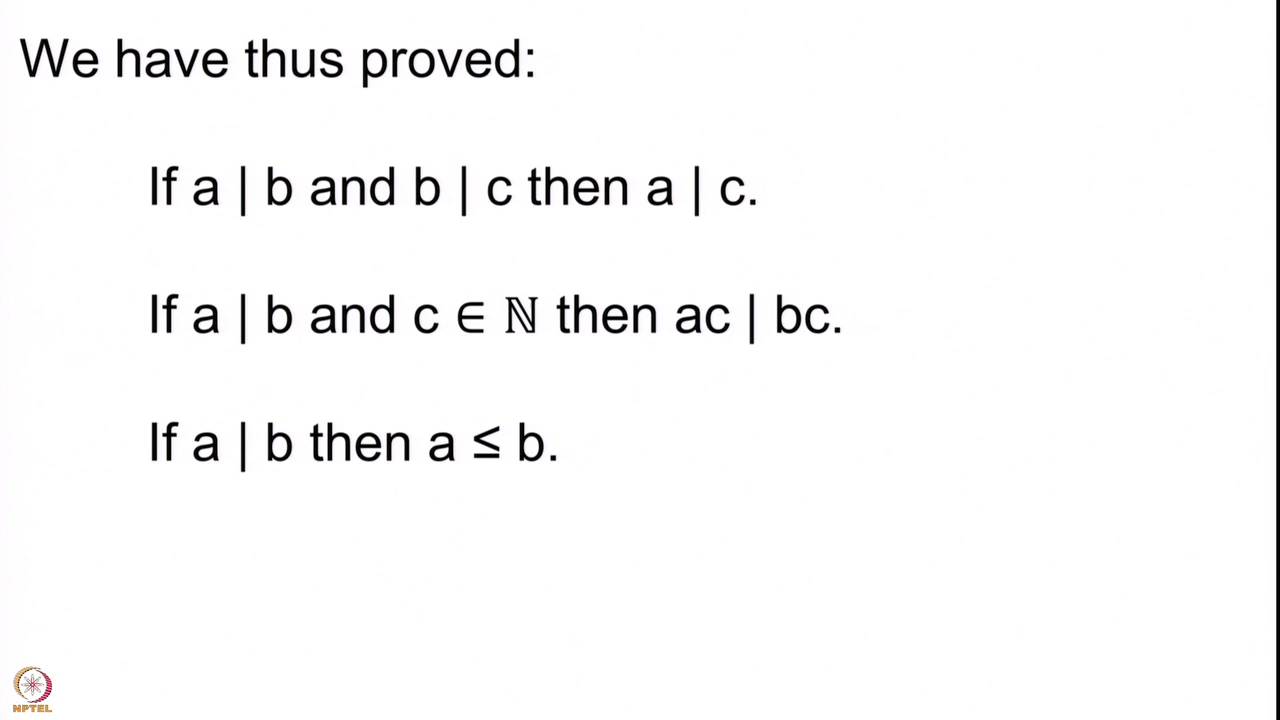 We have thus proved:
If a | b and b | c then a | c.
If a | b and c ∈ ℕ then ac | bc.
If a | b then a ≤ b.
NPTEL